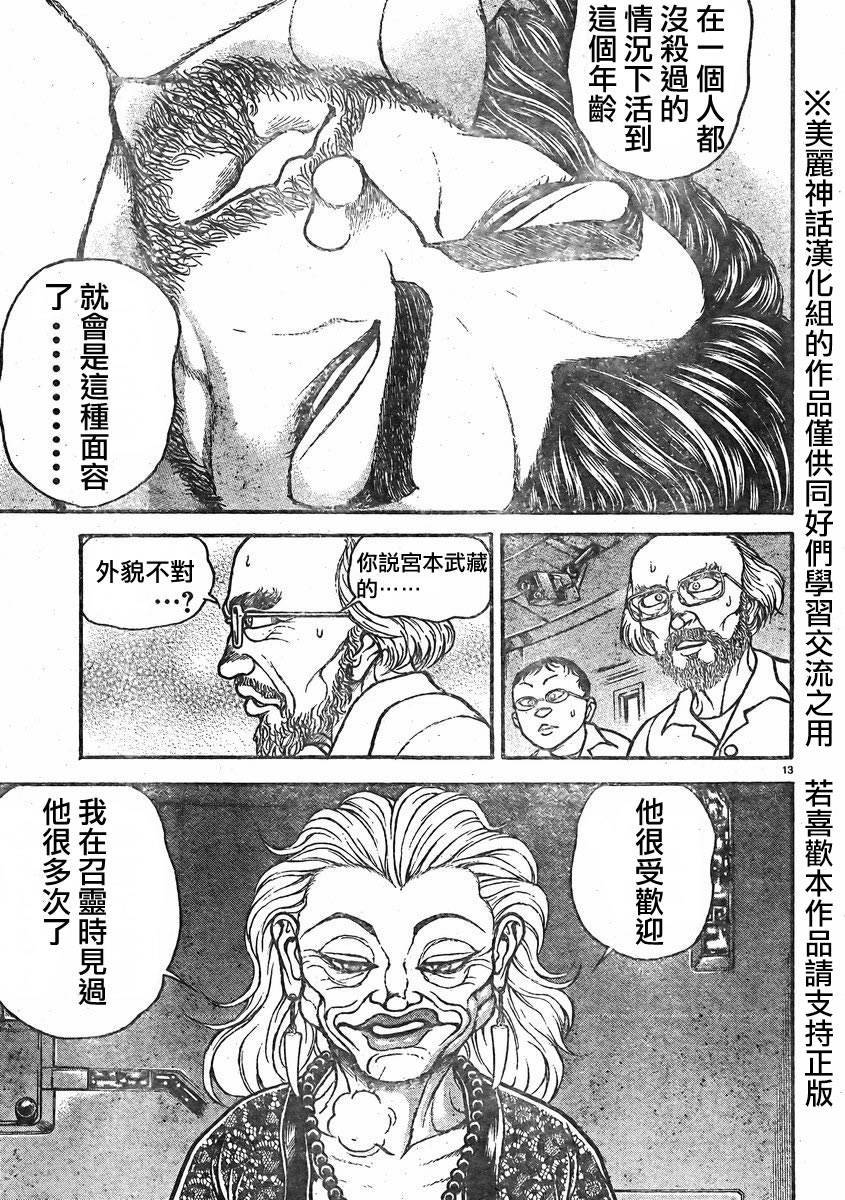 在一個人都
沒殺過的
情況下活到
這個年齡
就會是這種面容
了…………
你説宮本武藏
的……
外貌不對
…?
13
他很受歡迎
我在召靈時見過
他很多次了
※美麗神話漢化組的作品僅供同好們學習交流之用 若喜歡本作品請支持正版